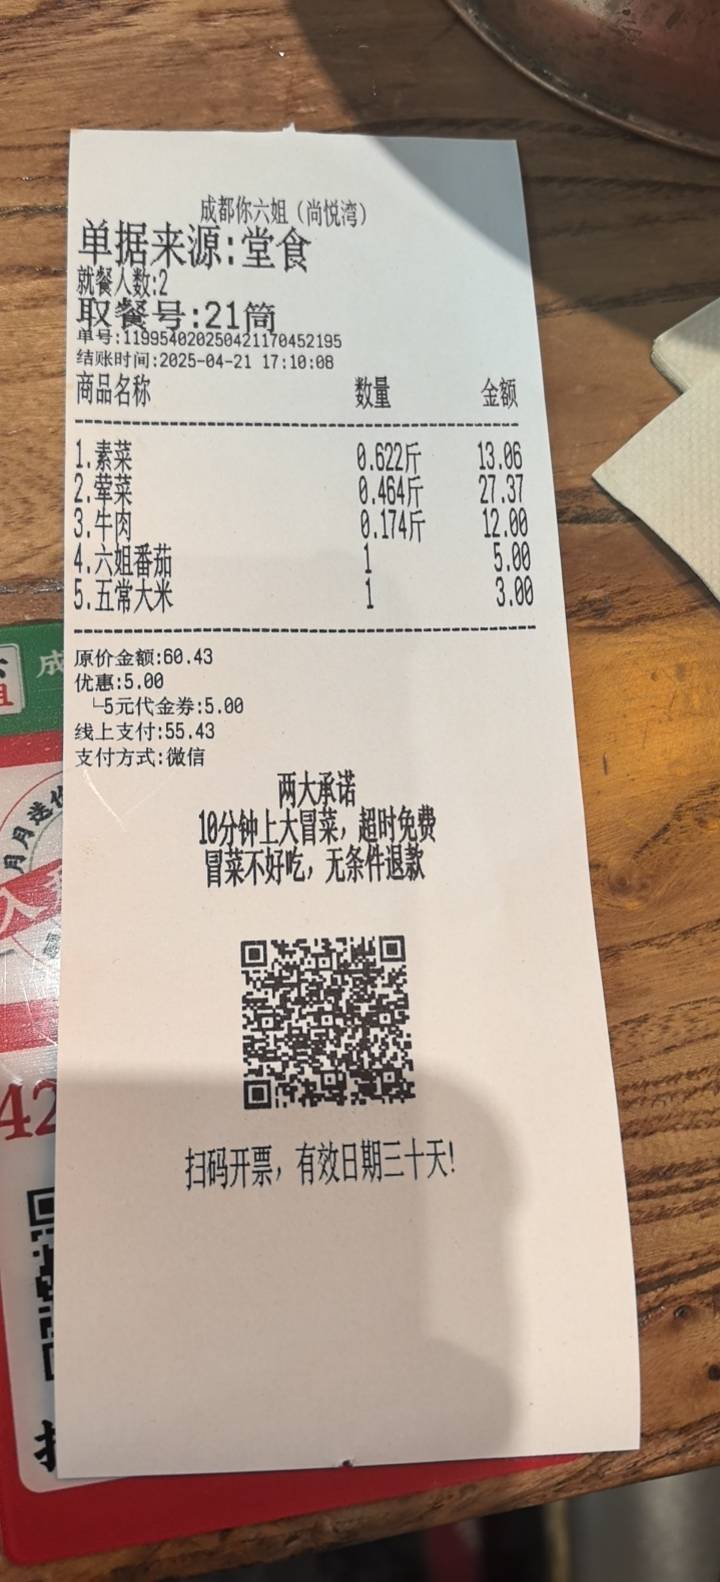 成都你六姐（尚悦湾）
单据来源:堂食
就餐人数:2
取餐号:21筒
单号:119954020250421170452195
结账时间:2025-04-21 17:10:08
商品名称 数量 金额
1.素菜 0.622斤 13.06
2.荤菜 0.464斤 27.37
3.牛肉 0.174斤 12.00
4.六姐番茄 1 5.00
5.五常大米 1 3.00
原价金额:60.43
优惠:5.00
└5元代金券:5.00
线上支付:55.43
支付方式:微信
两大承诺
10分钟上大冒菜，超时免费
冒菜不好吃，无条件退款
扫码开票，有效日期三十天!
成
月月送
42